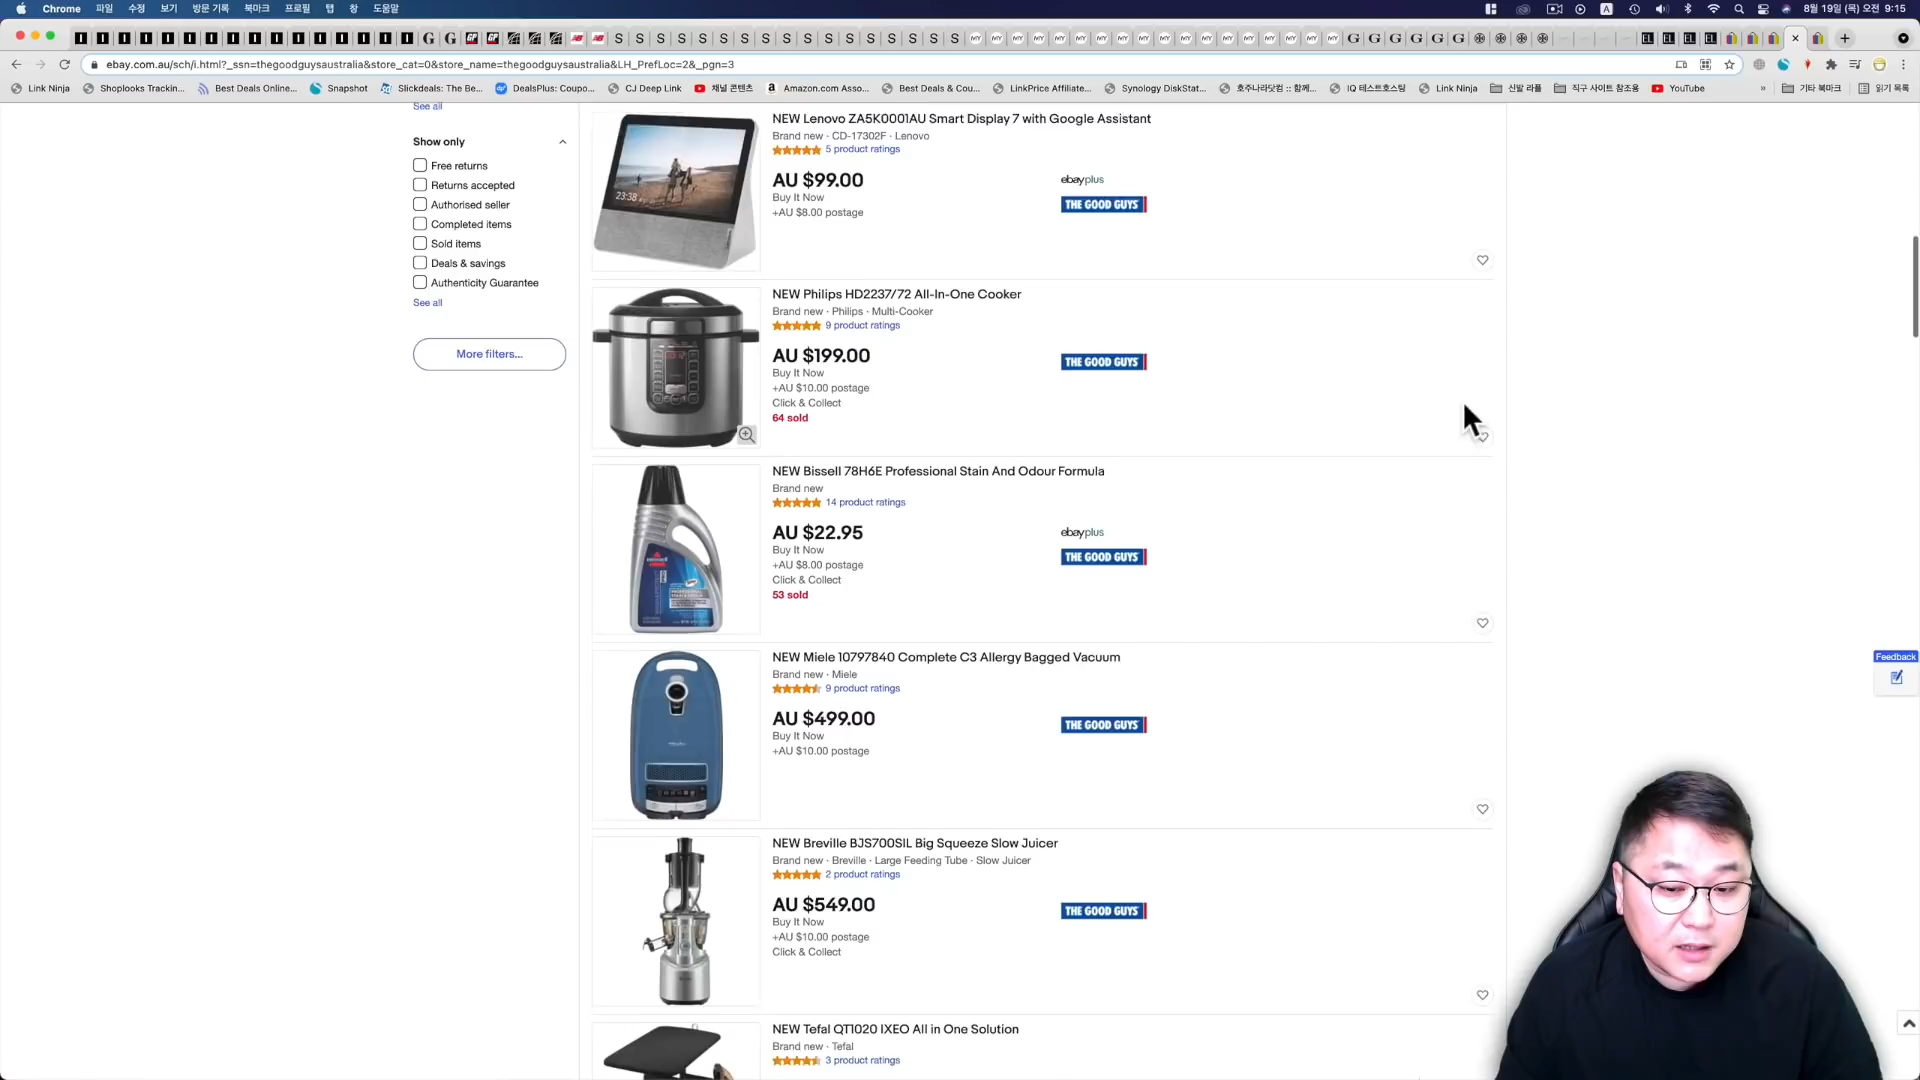 Chrome 파일 수정 보기 방문 기록 북마크 프로필 탭 창 도움말
A 8월 19일 (목) 오전 9:15
ebay.com.au/sch/i.html?_ssn=thegoodguysaustralia&store_cat=0&store_name=thegoodguysaustralia&LH_PrefLoc=2&_pgn=3
Link Ninja Shoplooks Trackin... Best Deals Online... Snapshot Slickdeals: The Be... DealsPlus: Coupo... CJ Deep Link 채널 콘텐츠 Amazon.com Asso... Best Deals & Cou... LinkPrice Affiliate... Synology DiskStat... 호주나라닷컴 :: 함께... IQ 테스트호스팅 Link Ninja 신발 라플 직구 사이트 참조용 YouTube » 기타 북마크 읽기 목록
See all
Show only
Free returns
Returns accepted
Authorised seller
Completed items
Sold items
Deals & savings
Authenticity Guarantee
See all
More filters...
NEW Lenovo ZA5K0001AU Smart Display 7 with Google Assistant
Brand new · CD-17302F · Lenovo
5 product ratings
AU $99.00
Buy It Now
+AU $8.00 postage
ebayplus
THE GOOD GUYS
23:38
NEW Philips HD2237/72 All-In-One Cooker
Brand new · Philips · Multi-Cooker
9 product ratings
AU $199.00
Buy It Now
+AU $10.00 postage
Click & Collect
64 sold
THE GOOD GUYS
NEW Bissell 78H6E Professional Stain And Odour Formula
Brand new
14 product ratings
AU $22.95
Buy It Now
+AU $8.00 postage
Click & Collect
53 sold
ebayplus
THE GOOD GUYS
NEW Miele 10797840 Complete C3 Allergy Bagged Vacuum
Brand new · Miele
9 product ratings
AU $499.00
Buy It Now
+AU $10.00 postage
THE GOOD GUYS
NEW Breville BJS700SIL Big Squeeze Slow Juicer
Brand new · Breville · Large Feeding Tube · Slow Juicer
2 product ratings
AU $549.00
Buy It Now
+AU $10.00 postage
Click & Collect
THE GOOD GUYS
NEW Tefal QT1020 IXEO All in One Solution
Brand new · Tefal
3 product ratings
Feedback